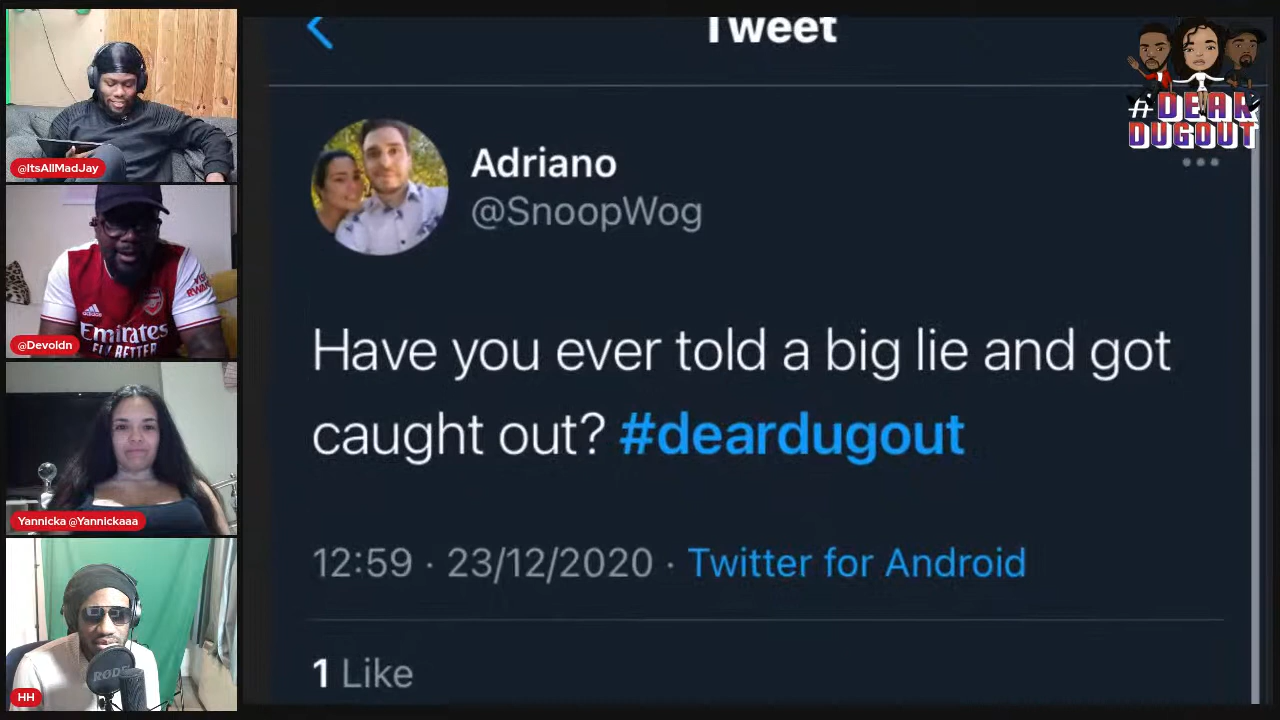 Tweet
#DEAR
DUGOUT
Adriano
@SnoopWog
Have you ever told a big lie and got
caught out? #deardugout
12:59 · 23/12/2020 · Twitter for Android
1 Like
@ItsAllMadJay
Emirates
FLY BETTER
@Devoldn
Yannicka @Yannickaaa
RODE
HH